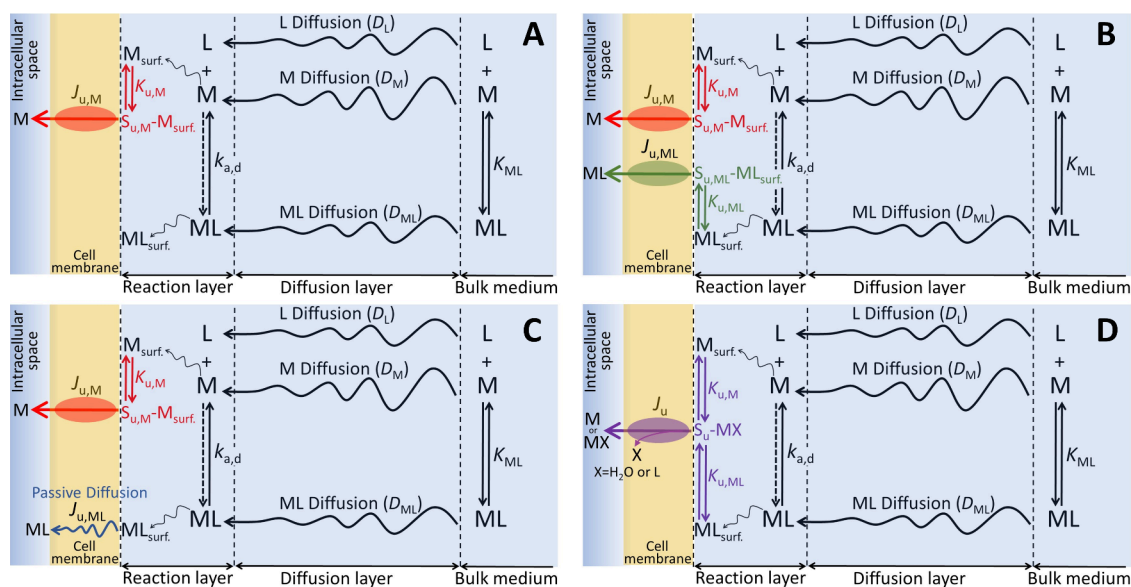 A
Intracellular space
L Diffusion (D_L)
L
L
M_surf.
+
+
M Diffusion (D_M)
K_u,M
M
M
J_u,M
M
S_u,M-M_surf.
k_a,d
K_ML
ML Diffusion (D_ML)
ML_surf.
ML
ML
Cell membrane
Reaction layer
Diffusion layer
Bulk medium
B
Intracellular space
L Diffusion (D_L)
L
L
M_surf.
+
+
M Diffusion (D_M)
K_u,M
M
M
J_u,M
M
S_u,M-M_surf.
J_u,ML
k_a,d
K_ML
ML
S_u,ML-ML_surf.
K_u,ML
ML Diffusion (D_ML)
ML_surf.
ML
ML
Cell membrane
Reaction layer
Diffusion layer
Bulk medium
C
Intracellular space
L Diffusion (D_L)
L
L
M_surf.
+
+
M Diffusion (D_M)
K_u,M
M
M
J_u,M
M
S_u,M-M_surf.
k_a,d
K_ML
Passive Diffusion
J_u,ML
ML Diffusion (D_ML)
ML
ML_surf.
ML
ML
Cell membrane
Reaction layer
Diffusion layer
Bulk medium
D
Intracellular space
L Diffusion (D_L)
L
L
M_surf.
+
+
M Diffusion (D_M)
K_u,M
M
M
J_u
M
or
MX
S_u-MX
X
X=H₂O or L
k_a,d
K_ML
K_u,ML
ML Diffusion (D_ML)
ML_surf.
ML
ML
Cell membrane
Reaction layer
Diffusion layer
Bulk medium